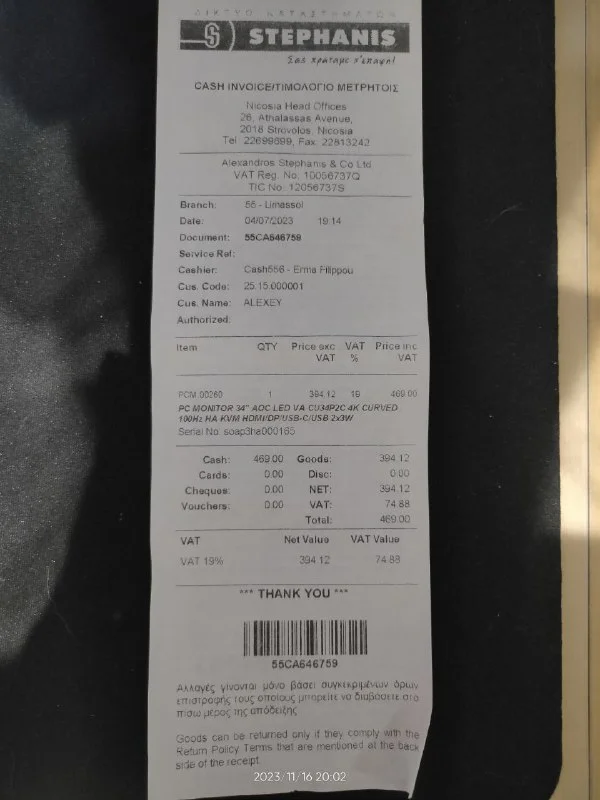 ΔΙΚΤΥΟ ΚΑΤΑΣΤΗΜΑΤΩΝ
S STEPHANIS
Σας πρόταμε κ'επαφή!
CASH INVOICE/ΤΙΜΟΛΟΓΙΟ ΜΕΤΡΗΤΟΙΣ
Nicosia Head Offices
26, Athalassas Avenue,
2018 Strovolos, Nicosia
Tel: 22699699, Fax: 22813242
Alexandros Stephanis & Co Ltd
VAT Reg. No: 10056737Q
TIC No: 12056737S
Branch: 55 - Limassol
Date: 04/07/2023 19:14
Document: 55CA646759
Service Ref:
Cashier: Cash556 - Erma Filippou
Cus. Code: 25.15.000001
Cus. Name: ALEXEY
Authorized:
Item QTY Price exc VAT Price inc
VAT % VAT
PCM.00260 1 394.12 19 469.00
PC MONITOR 34" AOC LED VA CU34P2C 4K CURVED
100Hz HA KVM HDMI/DP/USB-C/USB 2x3W
Serial No: soap3ha000165
Cash: 469.00 Goods: 394.12
Cards: 0.00 Disc: 0.00
Cheques: 0.00 NET: 394.12
Vouchers: 0.00 VAT: 74.88
Total: 469.00
VAT Net Value VAT Value
VAT 19% 394.12 74.88
*** THANK YOU ***
55CA646759
Αλλαγές γίνονται μόνο βάσει συγκεκριμένων όρων
επιστροφής τους οποίους μπορείτε να διαβάσετε στο
πίσω μέρος της απόδειξης
Goods can be returned only if they comply with the
Return Policy Terms that are mentioned at the back
side of the receipt.
2023/11/16 20:02